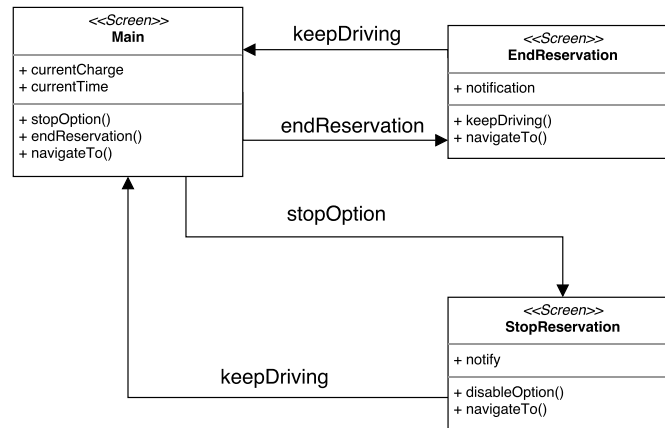 <<Screen>>
Main
+ currentCharge
+ currentTime
+ stopOption()
+ endReservation()
+ navigateTo()
keepDriving
endReservation
<<Screen>>
EndReservation
+ notification
+ keepDriving()
+ navigateTo()
stopOption
keepDriving
<<Screen>>
StopReservation
+ notify
+ disableOption()
+ navigateTo()